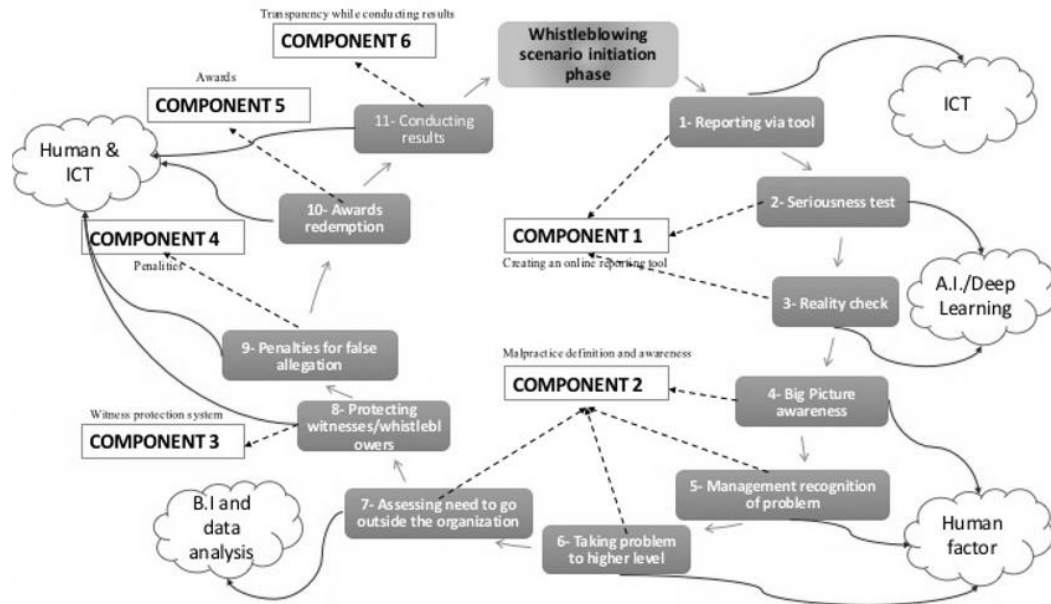 Transparency while conducting results
COMPONENT 6
Whistleblowing
scenario initiation
phase
Awards
COMPONENT 5
11- Conducting
results
1- Reporting via tool
ICT
Human &
ICT
10- Awards
redemption
2- Seriousness test
COMPONENT 4
Penalities
COMPONENT 1
Creating an online reporting tool
3- Reality check
A.I./Deep
Learning
9- Penalties for false
allegation
Malpractice definition and awareness
COMPONENT 2
4- Big Picture
awareness
8- Protecting
witnesses/whistlebl
owers
Witness protection system
COMPONENT 3
5- Management recognition
of problem
7- Assessing need to go
outside the organization
B.I and
data
analysis
6- Taking problem
to higher level
Human
factor